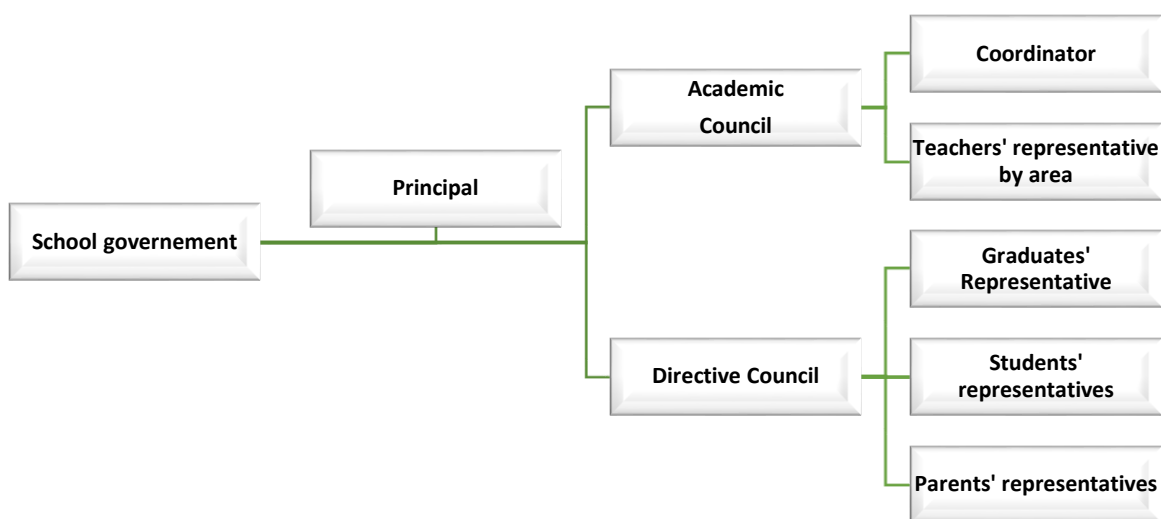 School governement
Principal
Academic
Council
Coordinator
Teachers' representative
by area
Directive Council
Graduates'
Representative
Students'
representatives
Parents' representatives